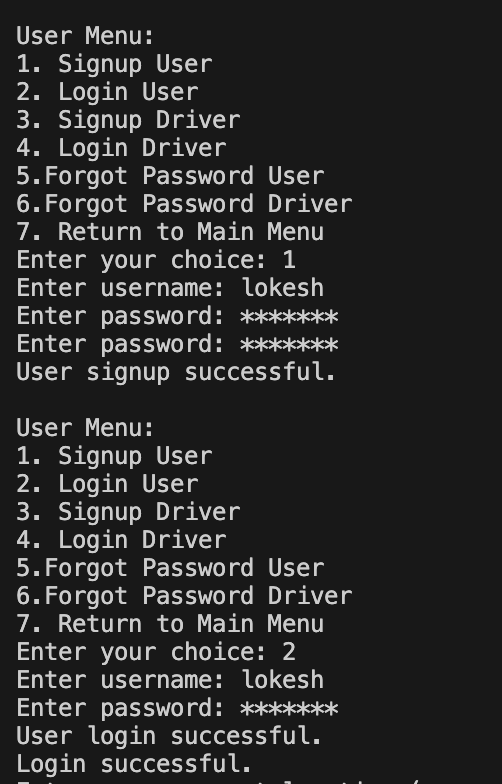 User Menu:
1. Signup User
2. Login User
3. Signup Driver
4. Login Driver
5.Forgot Password User
6.Forgot Password Driver
7. Return to Main Menu
Enter your choice: 1
Enter username: lokesh
Enter password: *******
Enter password: *******
User signup successful.
User Menu:
1. Signup User
2. Login User
3. Signup Driver
4. Login Driver
5.Forgot Password User
6.Forgot Password Driver
7. Return to Main Menu
Enter your choice: 2
Enter username: lokesh
Enter password: *******
User login successful.
Login successful.